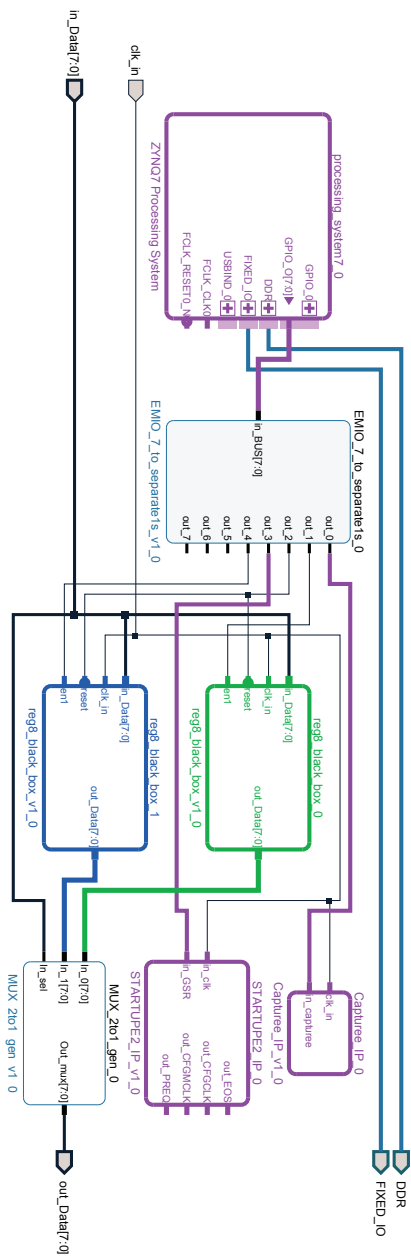 DDR
FIXED_IO
processing_system7_0
GPIO_0
GPIO_O[7:0]
DDR
FIXED_IO
USBIND_0
FCLK_CLK0
FCLK_RESET0_N
ZYNQ7 Processing System
clk_in
in_Data[7:0]
EMIO_7_to_separate1s_0
in_BUS[7:0]
out_0
out_1
out_2
out_3
out_4
out_5
out_6
out_7
EMIO_7_to_separate1s_v1_0
Capturee_IP_0
clk_in
in_capturee
Capturee_IP_v1_0
STARTUPE2_IP_0
in_clk
in_GSR
out_EOS
out_CFGCLK
out_CFGMCLK
out_PREQ
STARTUPE2_IP_v1_0
reg8_black_box_0
in_Data[7:0]
clk_in
reset
en1
out_Data[7:0]
reg8_black_box_v1_0
reg8_black_box_1
in_Data[7:0]
clk_in
reset
en1
out_Data[7:0]
reg8_black_box_v1_0
MUX_2to1_gen_0
In_0[7:0]
In_1[7:0]
In_sel
Out_mux[7:0]
MUX_2to1_gen_v1_0
out_Data[7:0]